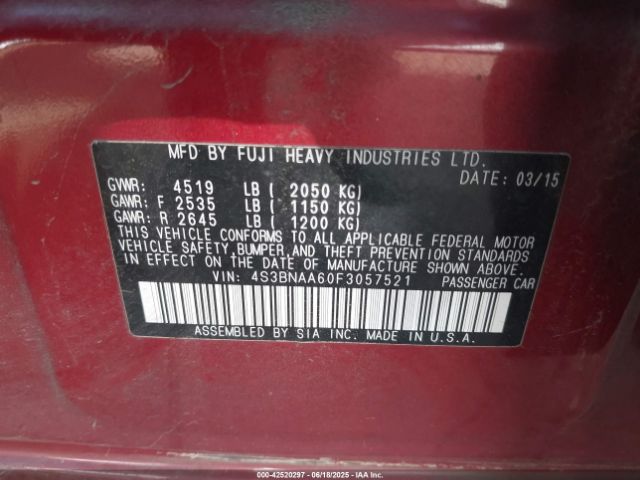 MFD BY FUJI HEAVY INDUSTRIES LTD.
DATE: 03/15
GVWR: 4519 LB ( 2050 KG)
GAWR: F 2535 LB ( 1150 KG)
GAWR: R 2645 LB ( 1200 KG)
THIS VEHICLE CONFORMS TO ALL APPLICABLE FEDERAL MOTOR
VEHICLE SAFETY, BUMPER, AND THEFT PREVENTION STANDARDS
IN EFFECT ON THE DATE OF MANUFACTURE SHOWN ABOVE.
VIN: 4S3BNAA60F3057521 PASSENGER CAR
ASSEMBLED BY SIA INC. MADE IN U.S.A.
000-42520297 - 06/18/2025 - IAAI.COM